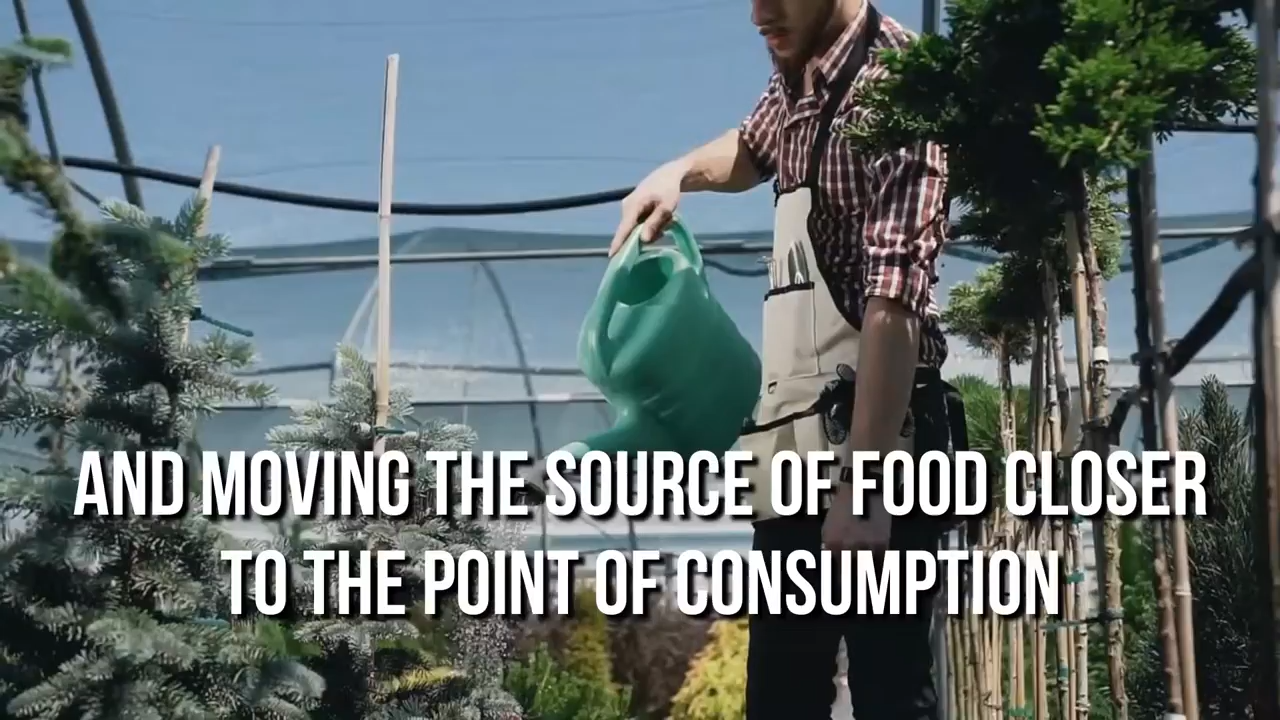 AND MOVING THE SOURCE OF FOOD CLOSER
TO THE POINT OF CONSUMPTION